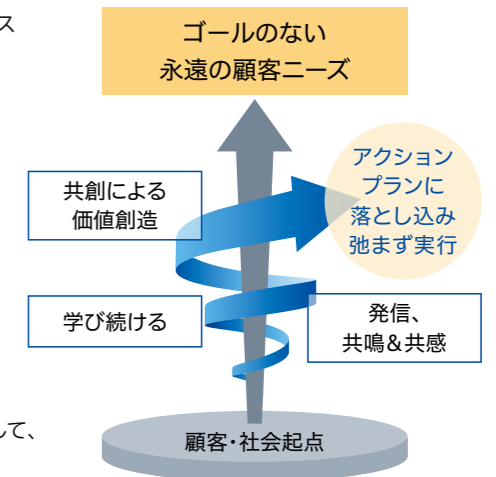 ス
ゴールのない
永遠の顧客ニーズ
アクション
プランに
落とし込み
弛まず実行
共創による
価値創造
学び続ける
発信、
共鳴&共感
して、
顧客・社会起点